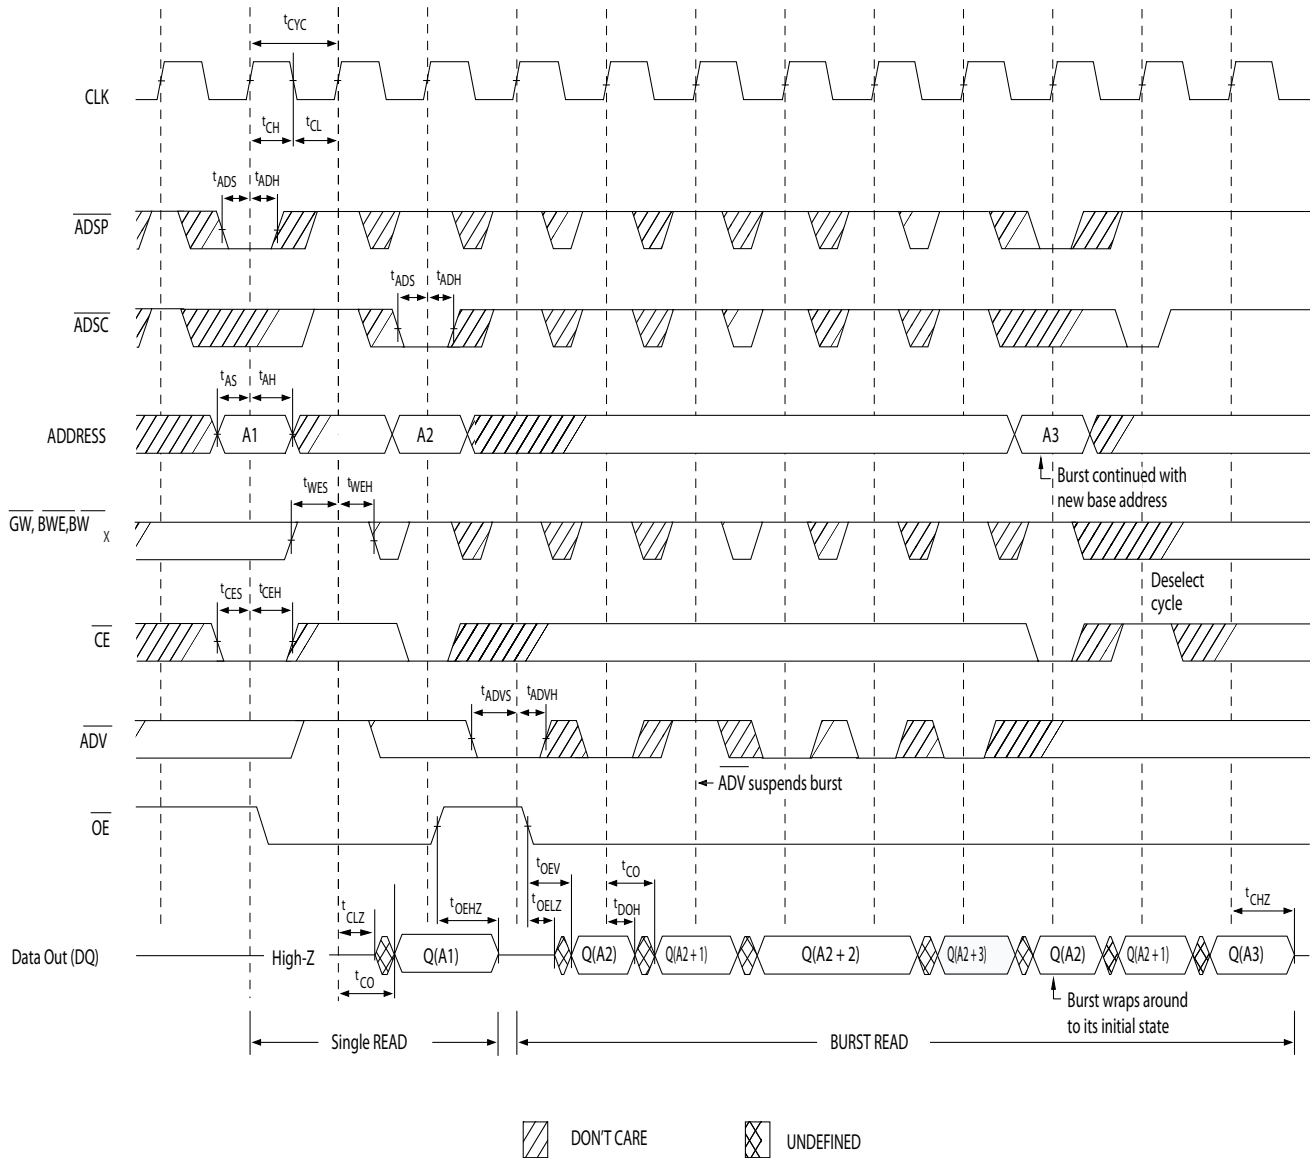 tCYC
CLK
tCH
tCL
tADS
tADH
ADSP
tADS
tADH
ADSC
tAS
tAH
ADDRESS
A1
A2
A3
Burst continued with
new base address
tWES
tWEH
GW, BWE,BW X
Deselect
cycle
tCES
tCEH
CE
tADVS
tADVH
ADV
ADV suspends burst
OE
tOEV
tCO
tCLZ
tOEHZ
tOELZ
tDOH
tCHZ
Data Out (DQ)
High-Z
Q(A1)
Q(A2)
Q(A2+1)
Q(A2 + 2)
Q(A2+3)
Q(A2)
Q(A2+1)
Q(A3)
tCO
Burst wraps around
to its initial state
Single READ
BURST READ
DON'T CARE
UNDEFINED